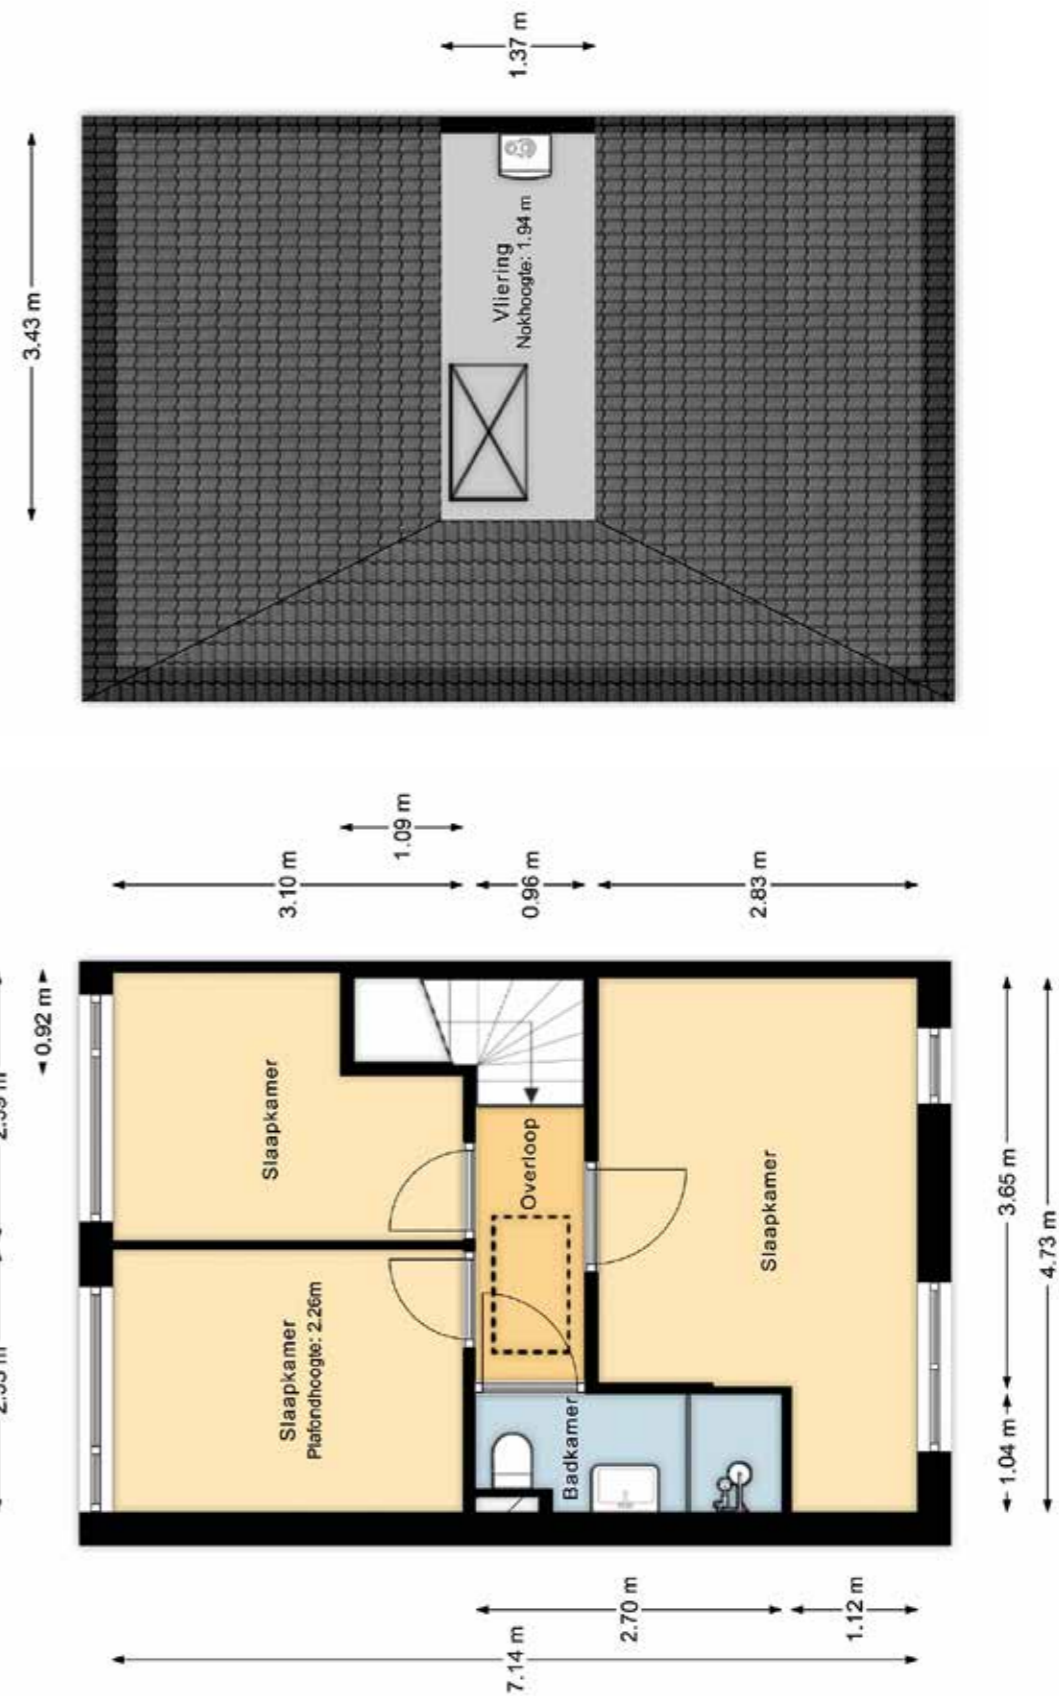 1.37 m
3.43 m
Vliering
Nokhoogte: 1.94 m
1.09 m
3.10 m
0.96 m
2.83 m
0.92 m
Slaapkamer
Overloop
Slaapkamer
Slaapkamer
Plafondhoogte: 2.26m
Badkamer
3.65 m
4.73 m
1.04 m
2.70 m
1.12 m
7.14 m